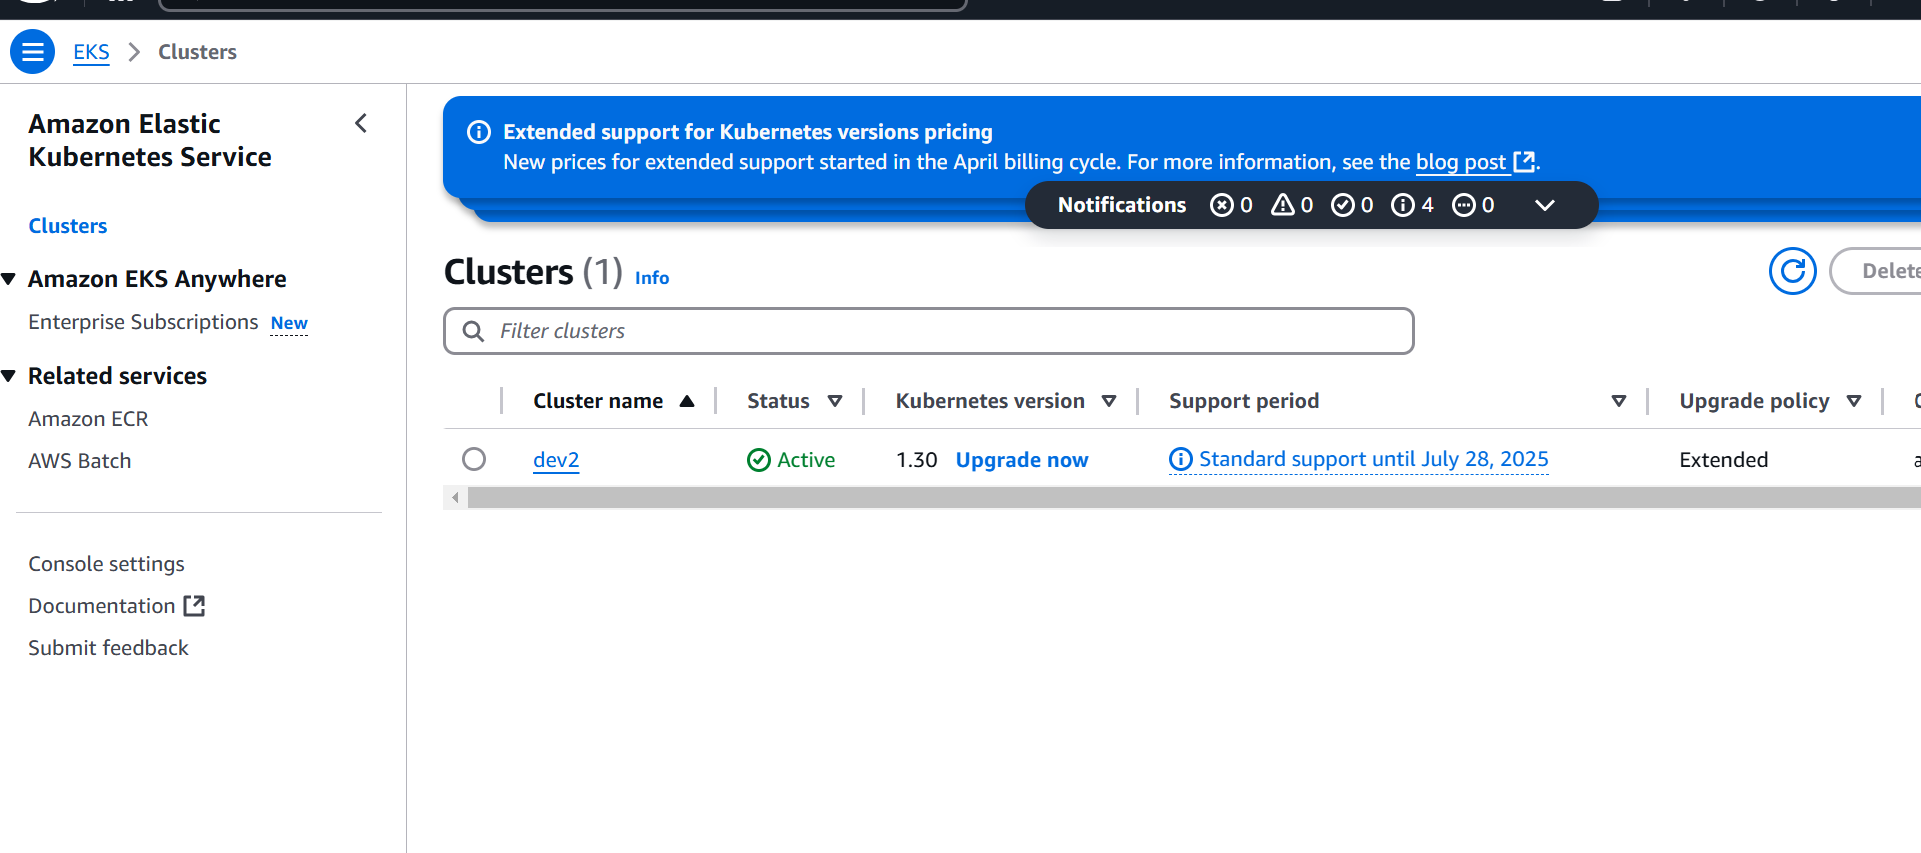 EKS > Clusters
Amazon Elastic
Kubernetes Service
Clusters
Amazon EKS Anywhere
Enterprise Subscriptions New
Related services
Amazon ECR
AWS Batch
Console settings
Documentation
Submit feedback
Extended support for Kubernetes versions pricing
New prices for extended support started in the April billing cycle. For more information, see the blog post.
Notifications 0 0 0 4 0
Clusters (1) Info
Delete
Filter clusters
Cluster name Status Kubernetes version Support period Upgrade policy
dev2 Active 1.30 Upgrade now Standard support until July 28, 2025 Extended